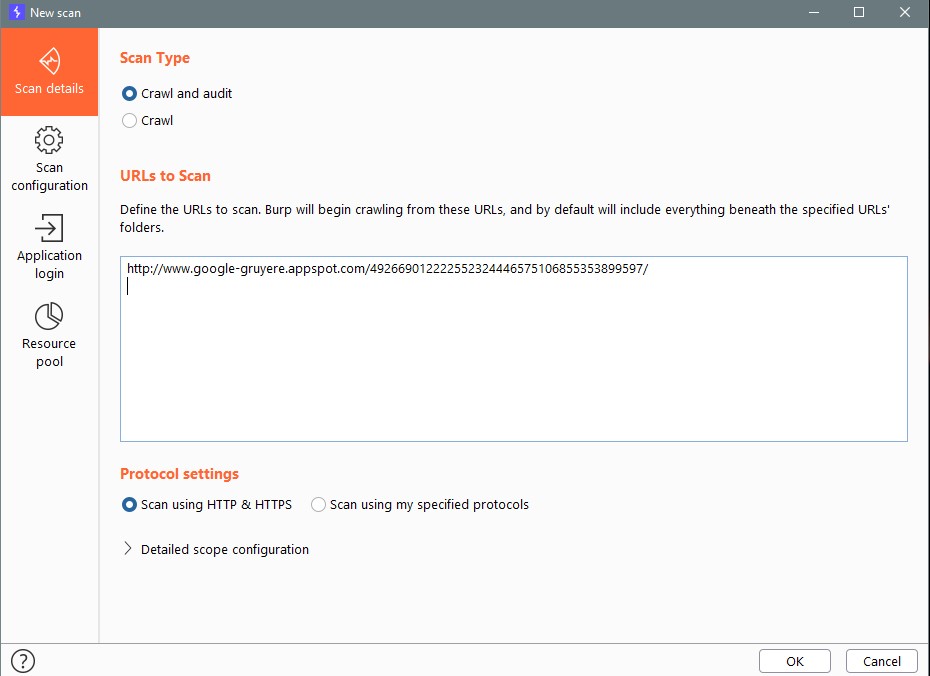 New scan
Scan details
Scan
configuration
Application
login
Resource
pool
Scan Type
Crawl and audit
Crawl
URLs to Scan
Define the URLs to scan. Burp will begin crawling from these URLs, and by default will include everything beneath the specified URLs'
folders.
http://www.google-gruyere.appspot.com/492669012222552324446575106855353899597/
Protocol settings
Scan using HTTP & HTTPS
Scan using my specified protocols
Detailed scope configuration
?
OK
Cancel